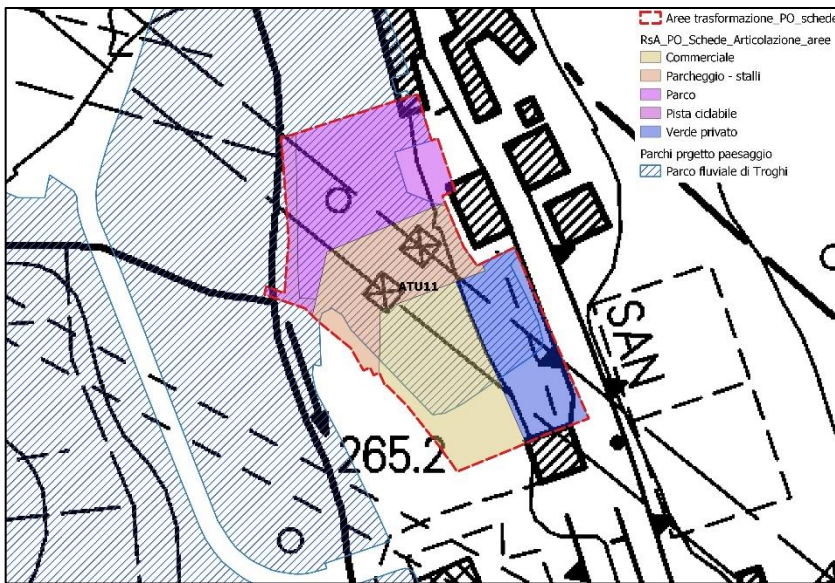 Aree trasformazione_PO_schede
RsA_PO_Schede_Articolazione_aree
Commerciale
Parcheggio - stalli
Parco
Pista ciclabile
Verde privato
Parchi prgetto paesaggio
Parco fluviale di Troghi
ATU11
SAN
265.2